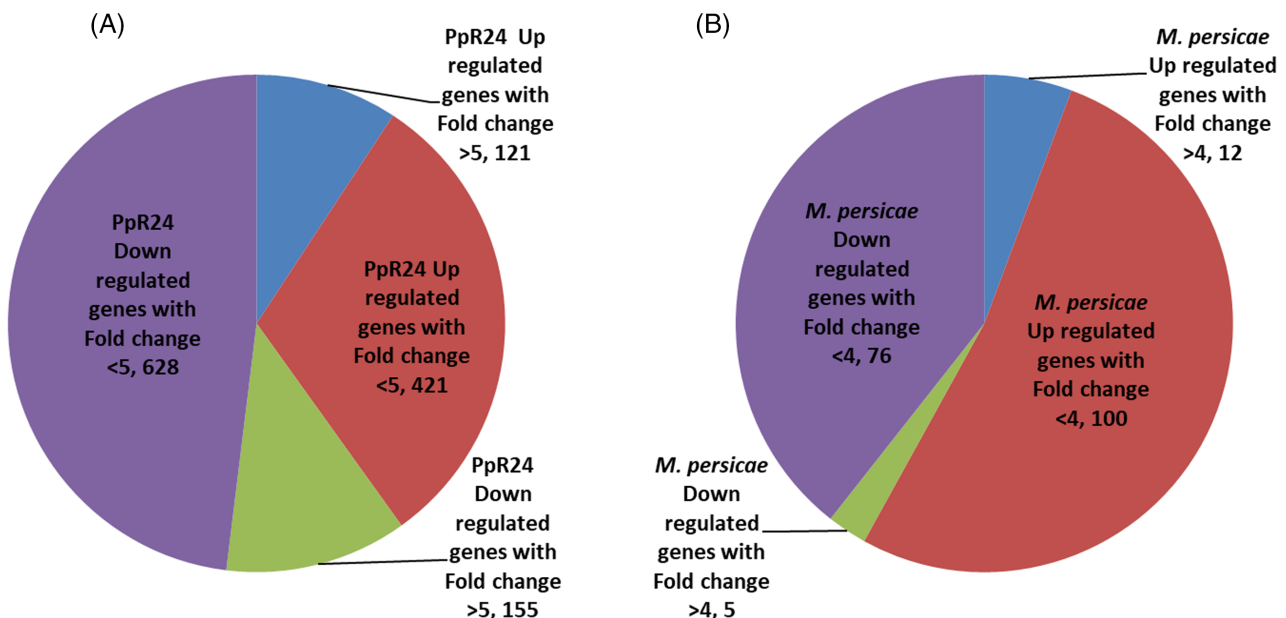 (A)
PpR24 Up
regulated
genes with
Fold change
>5, 121
PpR24
Down
regulated
genes with
Fold change
<5, 628
PpR24 Up
regulated
genes with
Fold change
<5, 421
PpR24
Down
regulated
genes with
Fold change
>5, 155
(B)
M. persicae
Up regulated
genes with
Fold change
>4, 12
M. persicae
Down
regulated
genes with
Fold change
<4, 76
M. persicae
Up regulated
genes with
Fold change
<4, 100
M. persicae
Down
regulated
genes with
Fold change
>4, 5